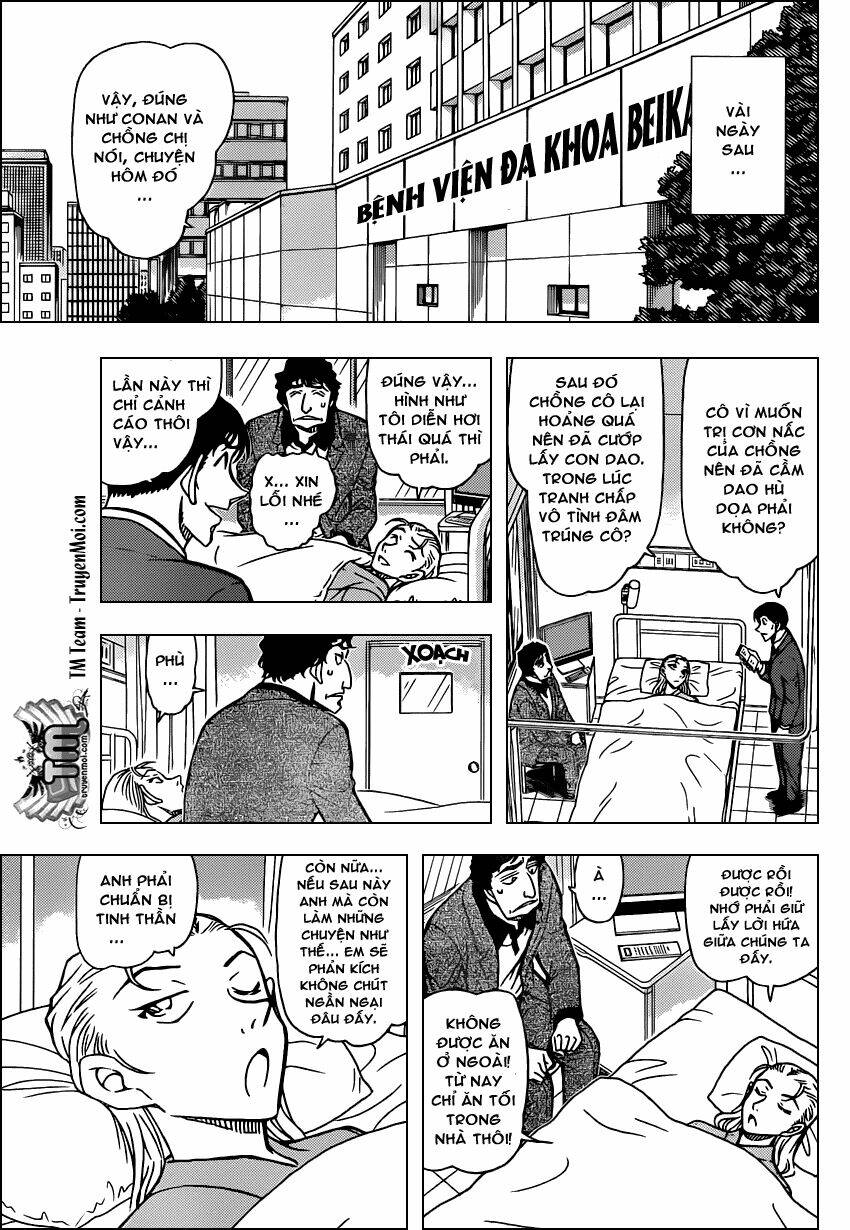 VÀI
NGÀY
SAU
...
BỆNH VIỆN ĐA KHOA BEIKA
VẬY, ĐÚNG
NHƯ CONAN VÀ
CHỒNG CHỊ
NÓI, CHUYỆN
HÔM ĐÓ
...
CÔ VÌ MUỐN
TRỊ CƠN NẤC
CỦA CHỒNG
NÊN ĐÃ CẦM
DAO HÙ
DỌA PHẢI
KHÔNG?
SAU ĐÓ
CHỒNG CÔ LẠI
HOẢNG QUÁ
NÊN ĐÃ CƯỚP
LẤY CON DAO.
TRONG LÚC
TRANH CHẤP
VÔ TÌNH ĐÂM
TRÚNG CÔ?
ĐÚNG VẬY...
HÌNH NHƯ
TÔI DIỄN HƠI
THÁI QUÁ THÌ
PHẢI.
X... XIN
LỖI NHÉ
...
LẦN NÀY THÌ
CHỈ CẢNH
CÁO THÔI
VẬY...
XOẠCH
PHÙ
...
ĐƯỢC RỒI
ĐƯỢC RỒI!
NHỚ PHẢI GIỮ
LẤY LỜI HỨA
GIỮA CHÚNG TA
ĐẤY.
À
...
KHÔNG
ĐƯỢC ĂN
Ở NGOÀI!
TỪ NAY
CHỈ ĂN TỐI
TRONG
NHÀ THÔI!
CÒN NỮA...
NẾU SAU NÀY
ANH MÀ CÒN
LÀM NHỮNG
CHUYỆN NHƯ
THẾ... EM SẼ
PHẢN KÍCH
KHÔNG CHÚT
NGẦN NGẠI
ĐÂU ĐẤY.
ANH PHẢI
CHUẨN BỊ
TINH THẦN
...
TM Team - TruyenMoi.com
TM
truyenmoi.com